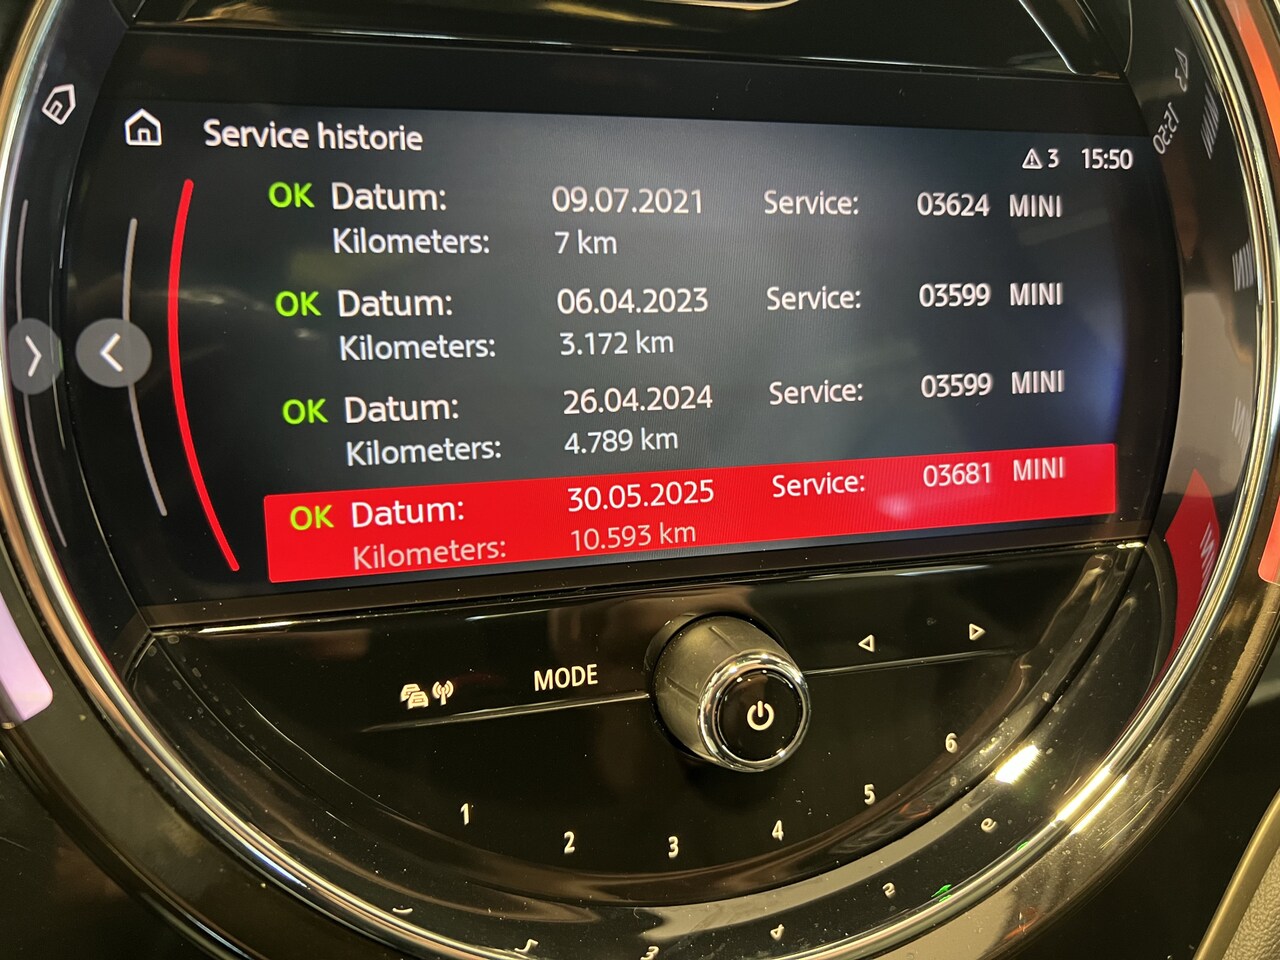 Service historie
3 15:50
OK Datum: 09.07.2021 Service: 03624 MINI
Kilometers: 7 km
OK Datum: 06.04.2023 Service: 03599 MINI
Kilometers: 3.172 km
OK Datum: 26.04.2024 Service: 03599 MINI
Kilometers: 4.789 km
OK Datum: 30.05.2025 Service: 03681 MINI
Kilometers: 10.593 km
MODE
1 2 3 4 5 6